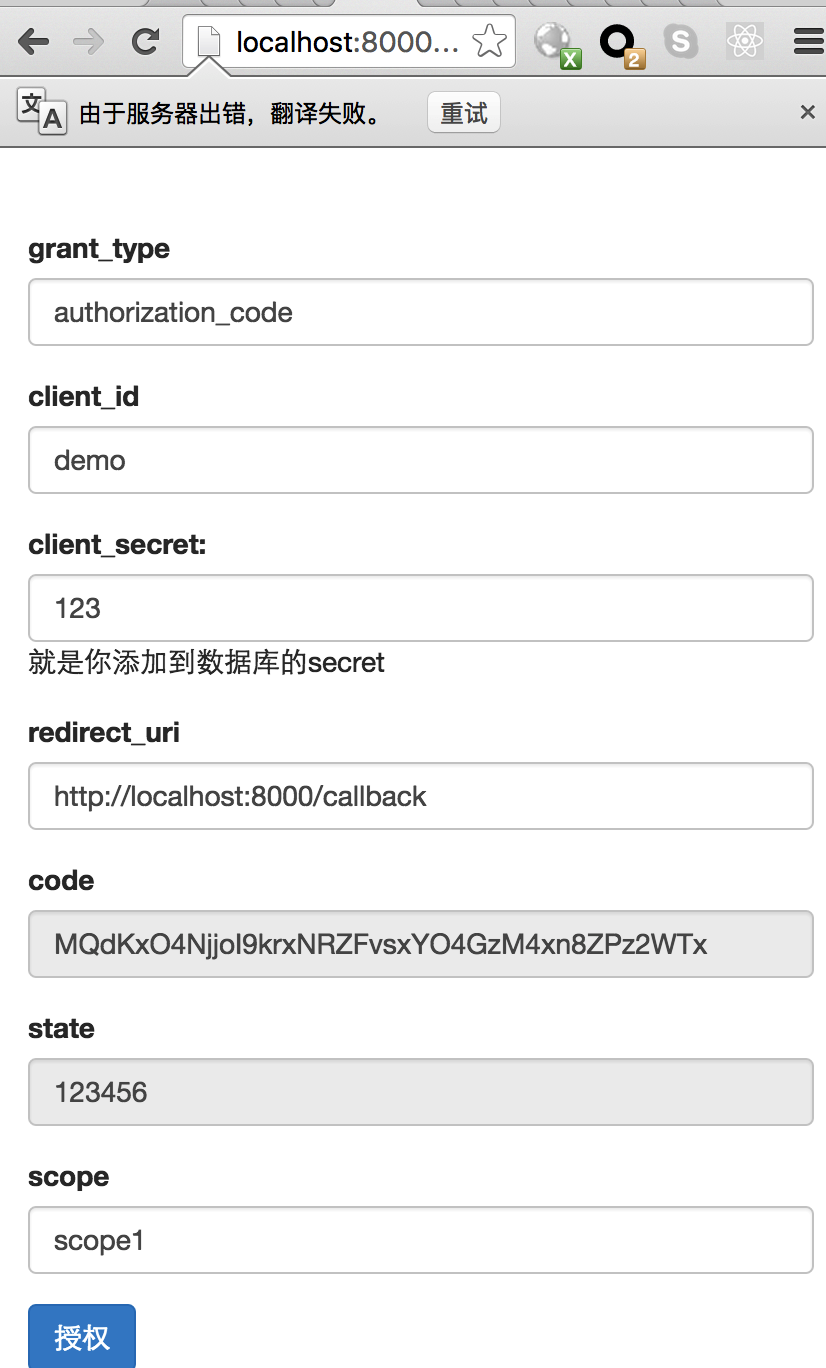 localhost:8000...
X
2
S
文A 由于服务器出错，翻译失败。 重试 ×
grant_type
authorization_code
client_id
demo
client_secret:
123
就是你添加到数据库的secret
redirect_uri
http://localhost:8000/callback
code
MQdKxO4NjjoI9krxNRZFvsxYO4GzM4xn8ZPz2WTx
state
123456
scope
scope1
授权